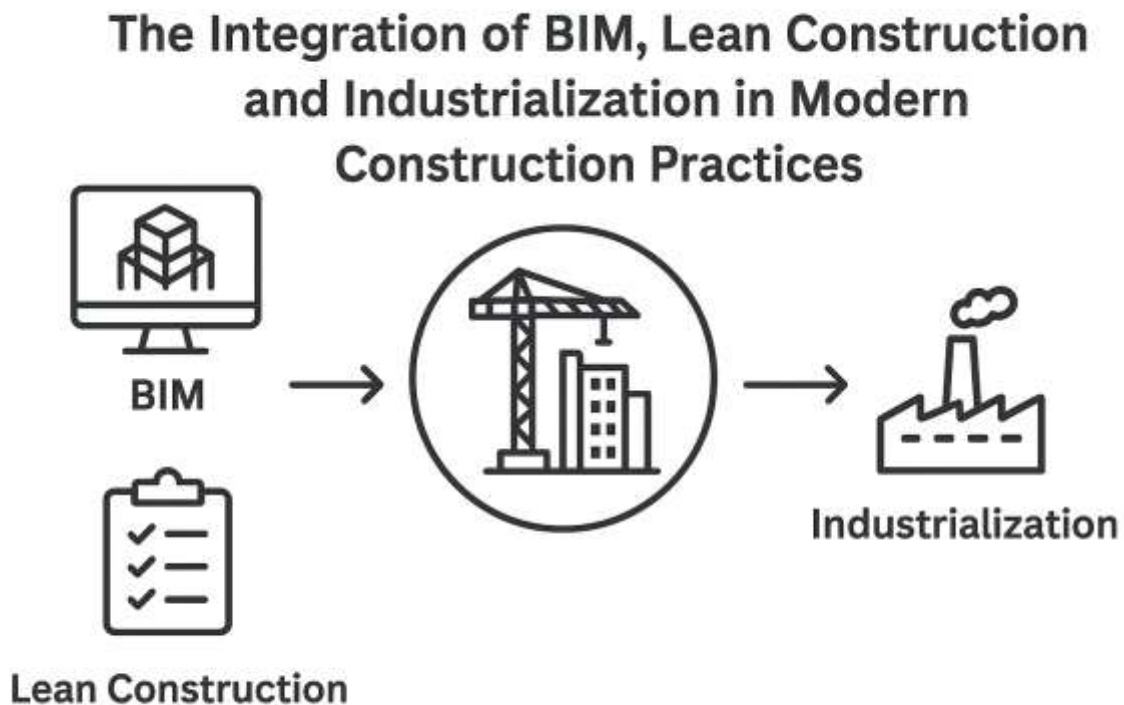 The Integration of BIM, Lean Construction
and Industrialization in Modern
Construction Practices
BIM
Lean Construction
Industrialization